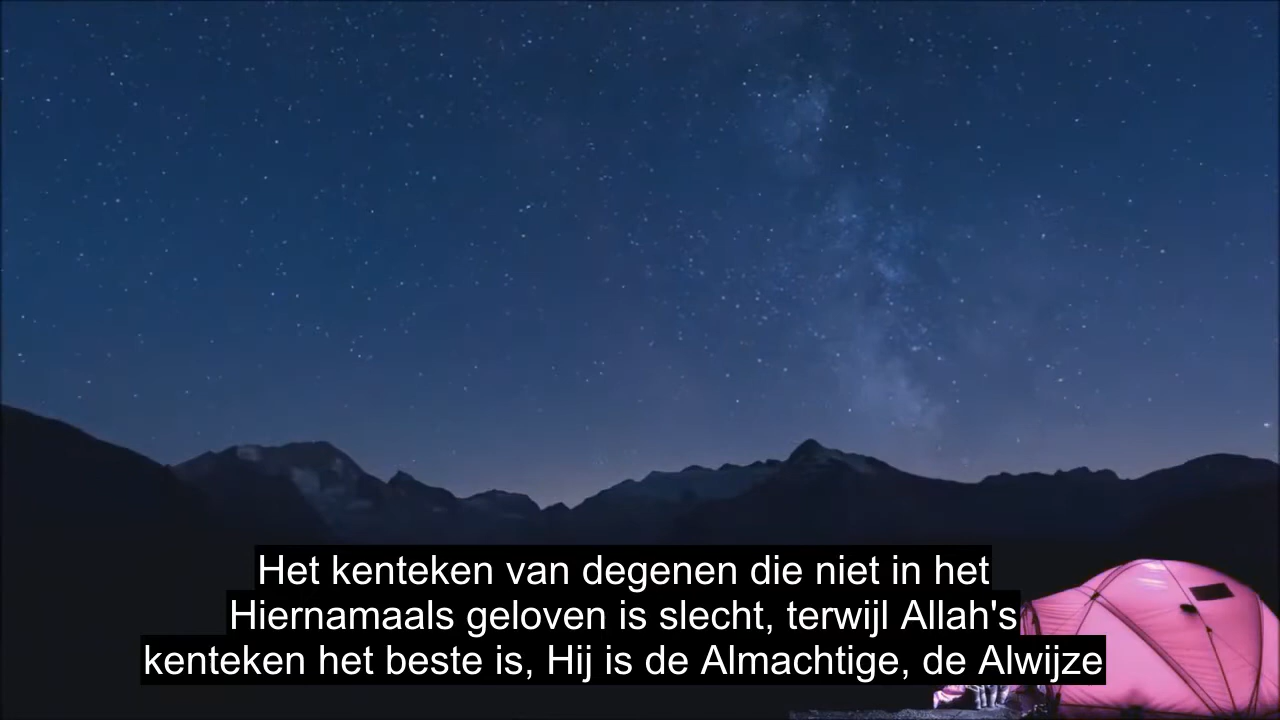 Het kenteken van degenen die niet in het
Hiernamaals geloven is slecht, terwijl Allah's
kenteken het beste is, Hij is de Almachtige, de Alwijze